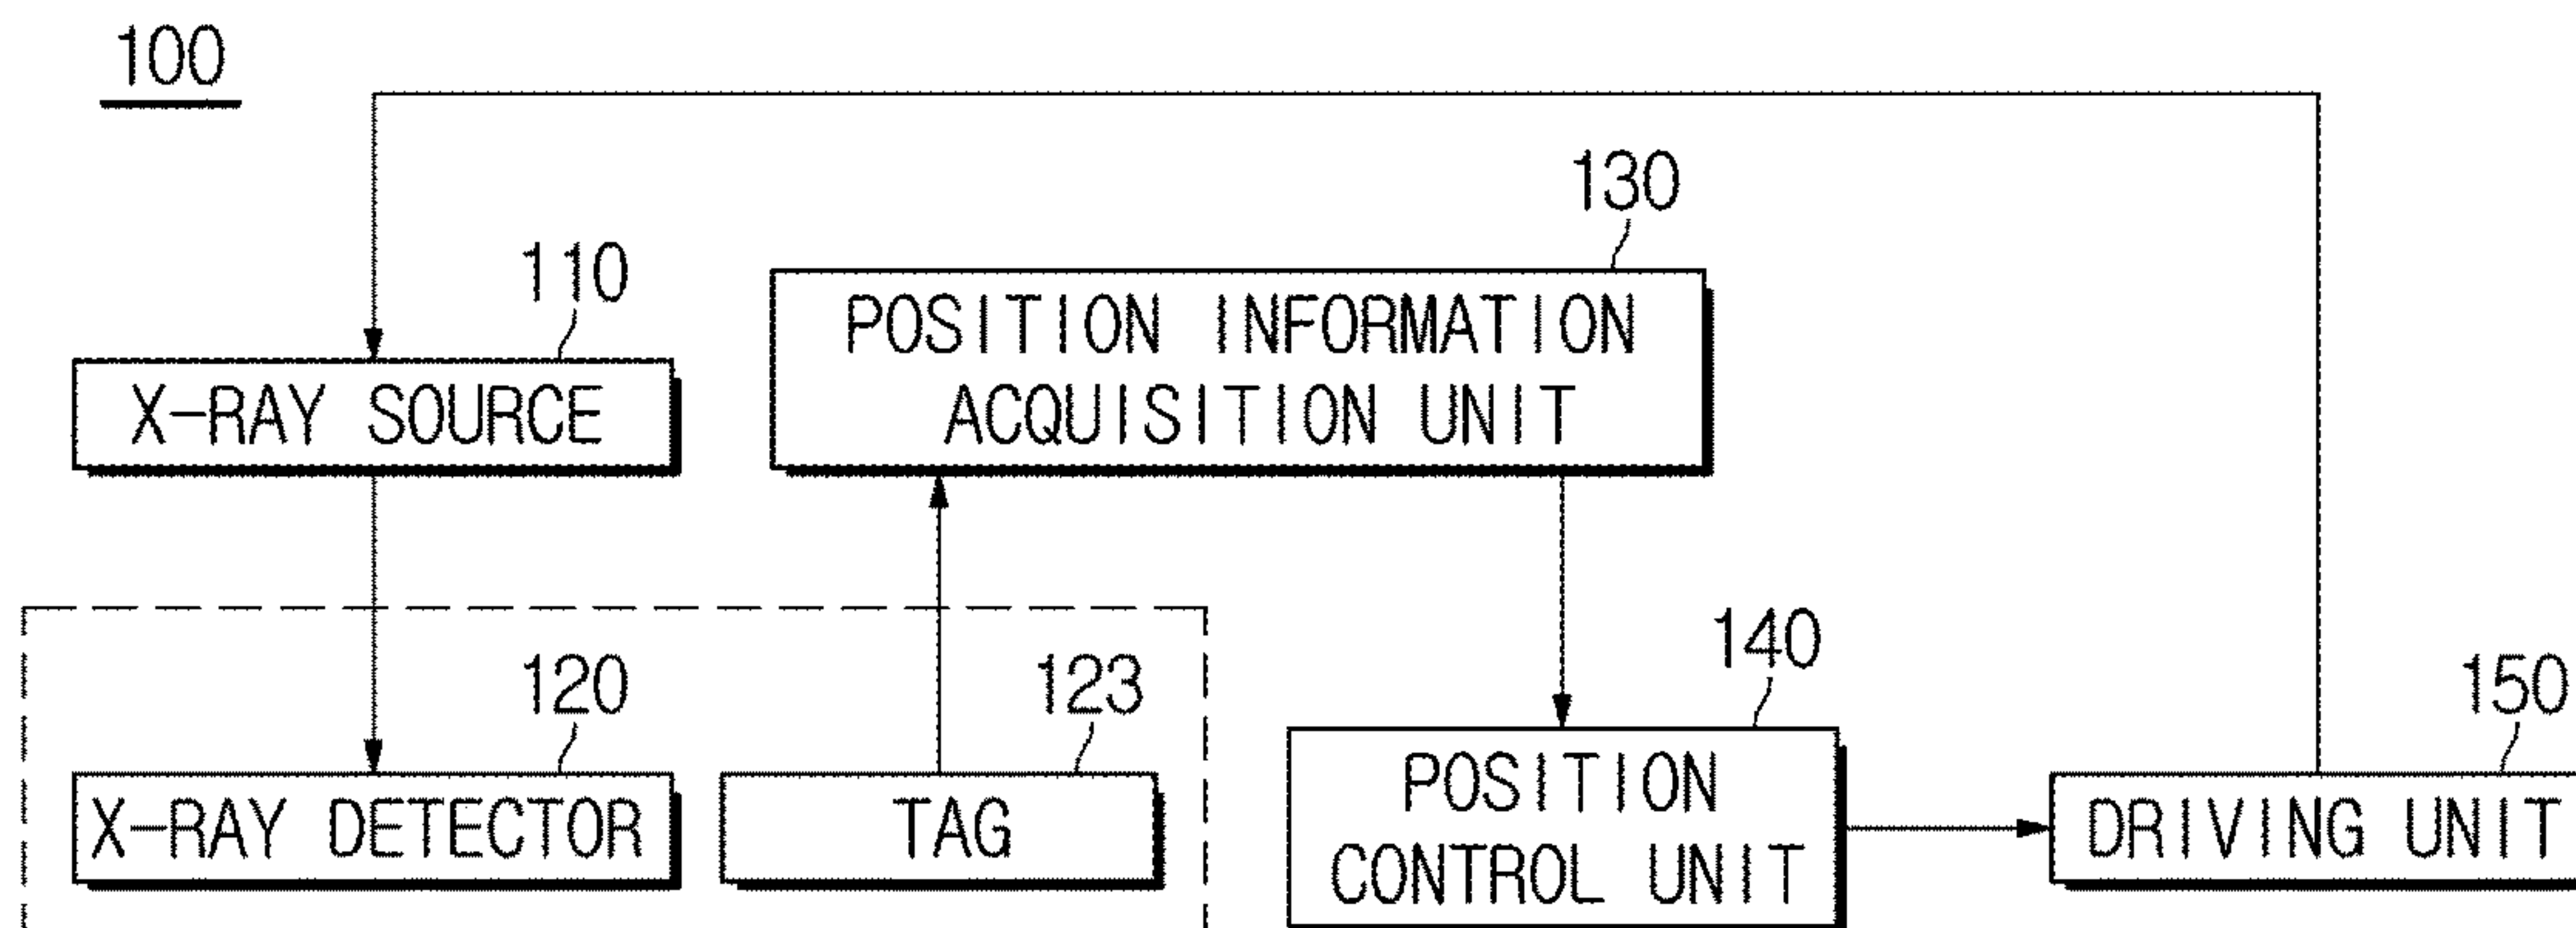 100
130
110
POSITION INFORMATION
ACQUISITION UNIT
X-RAY SOURCE
140
120
123
150
X-RAY DETECTOR
TAG
POSITION
CONTROL UNIT
DRIVING UNIT